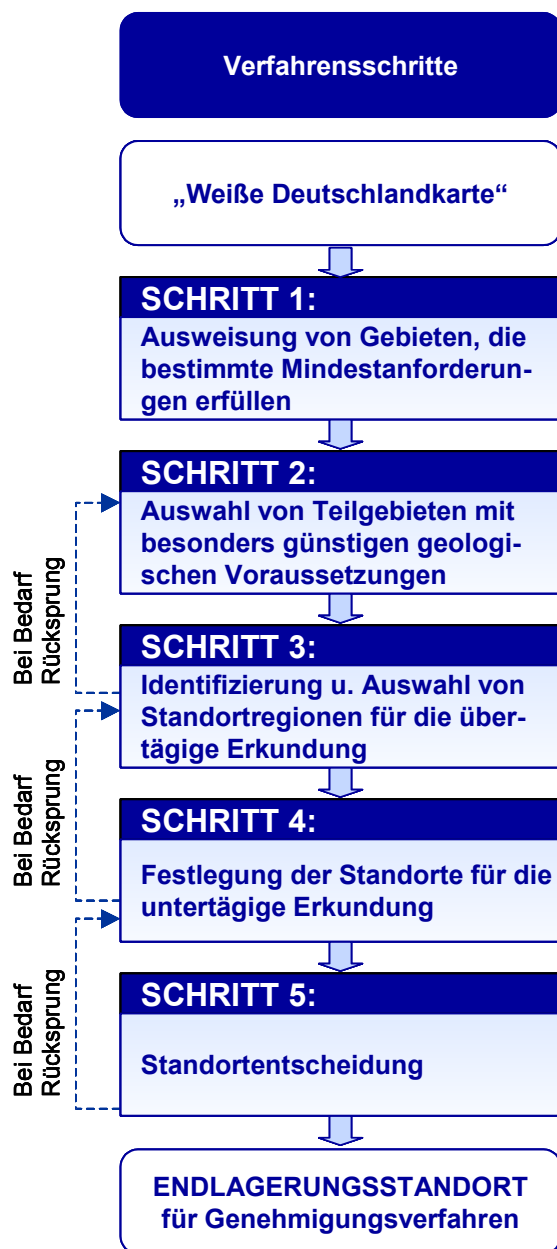 Verfahrensschritte
„Weiße Deutschlandkarte“
SCHRITT 1:
Ausweisung von Gebieten, die
bestimmte Mindestanforderun-
gen erfüllen
SCHRITT 2:
Auswahl von Teilgebieten mit
besonders günstigen geologi-
schen Voraussetzungen
Bei Bedarf
Rücksprung
SCHRITT 3:
Identifizierung u. Auswahl von
Standortregionen für die über-
tägige Erkundung
Bei Bedarf
Rücksprung
SCHRITT 4:
Festlegung der Standorte für die
untertägige Erkundung
Bei Bedarf
Rücksprung
SCHRITT 5:
Standortentscheidung
ENDLAGERUNGSSTANDORT
für Genehmigungsverfahren